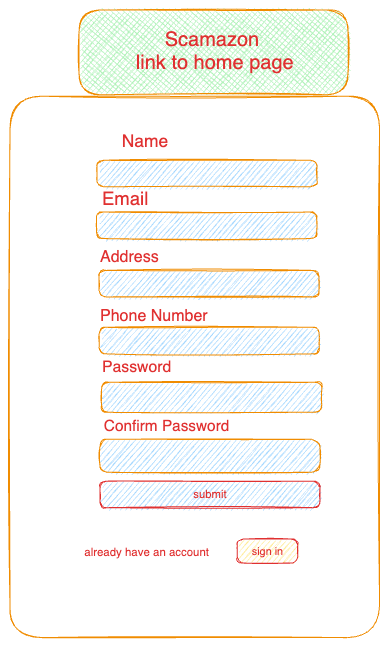 Scamazon
link to home page
Name
Email
Address
Phone Number
Password
Confirm Password
submit
already have an account
sign in